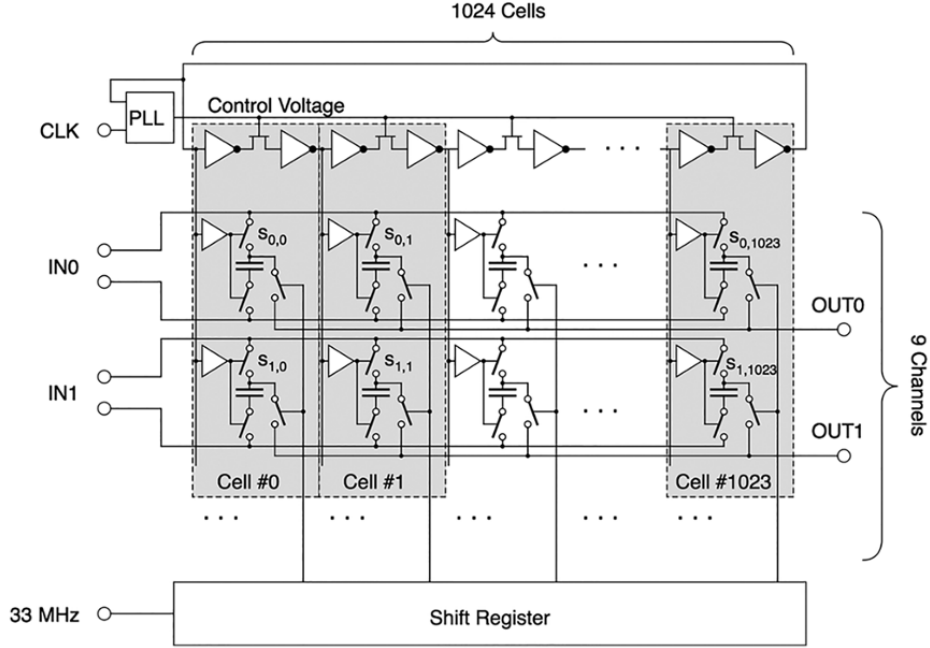 1024 Cells
PLL
Control Voltage
CLK
. . .
S0,0
S0,1
S0,1023
IN0
. . .
OUT0
S1,0
S1,1
S1,1023
IN1
. . .
OUT1
9 Channels
Cell #0
Cell #1
Cell #1023
. . .
. . .
. . .
. . .
. . .
33 MHz
Shift Register